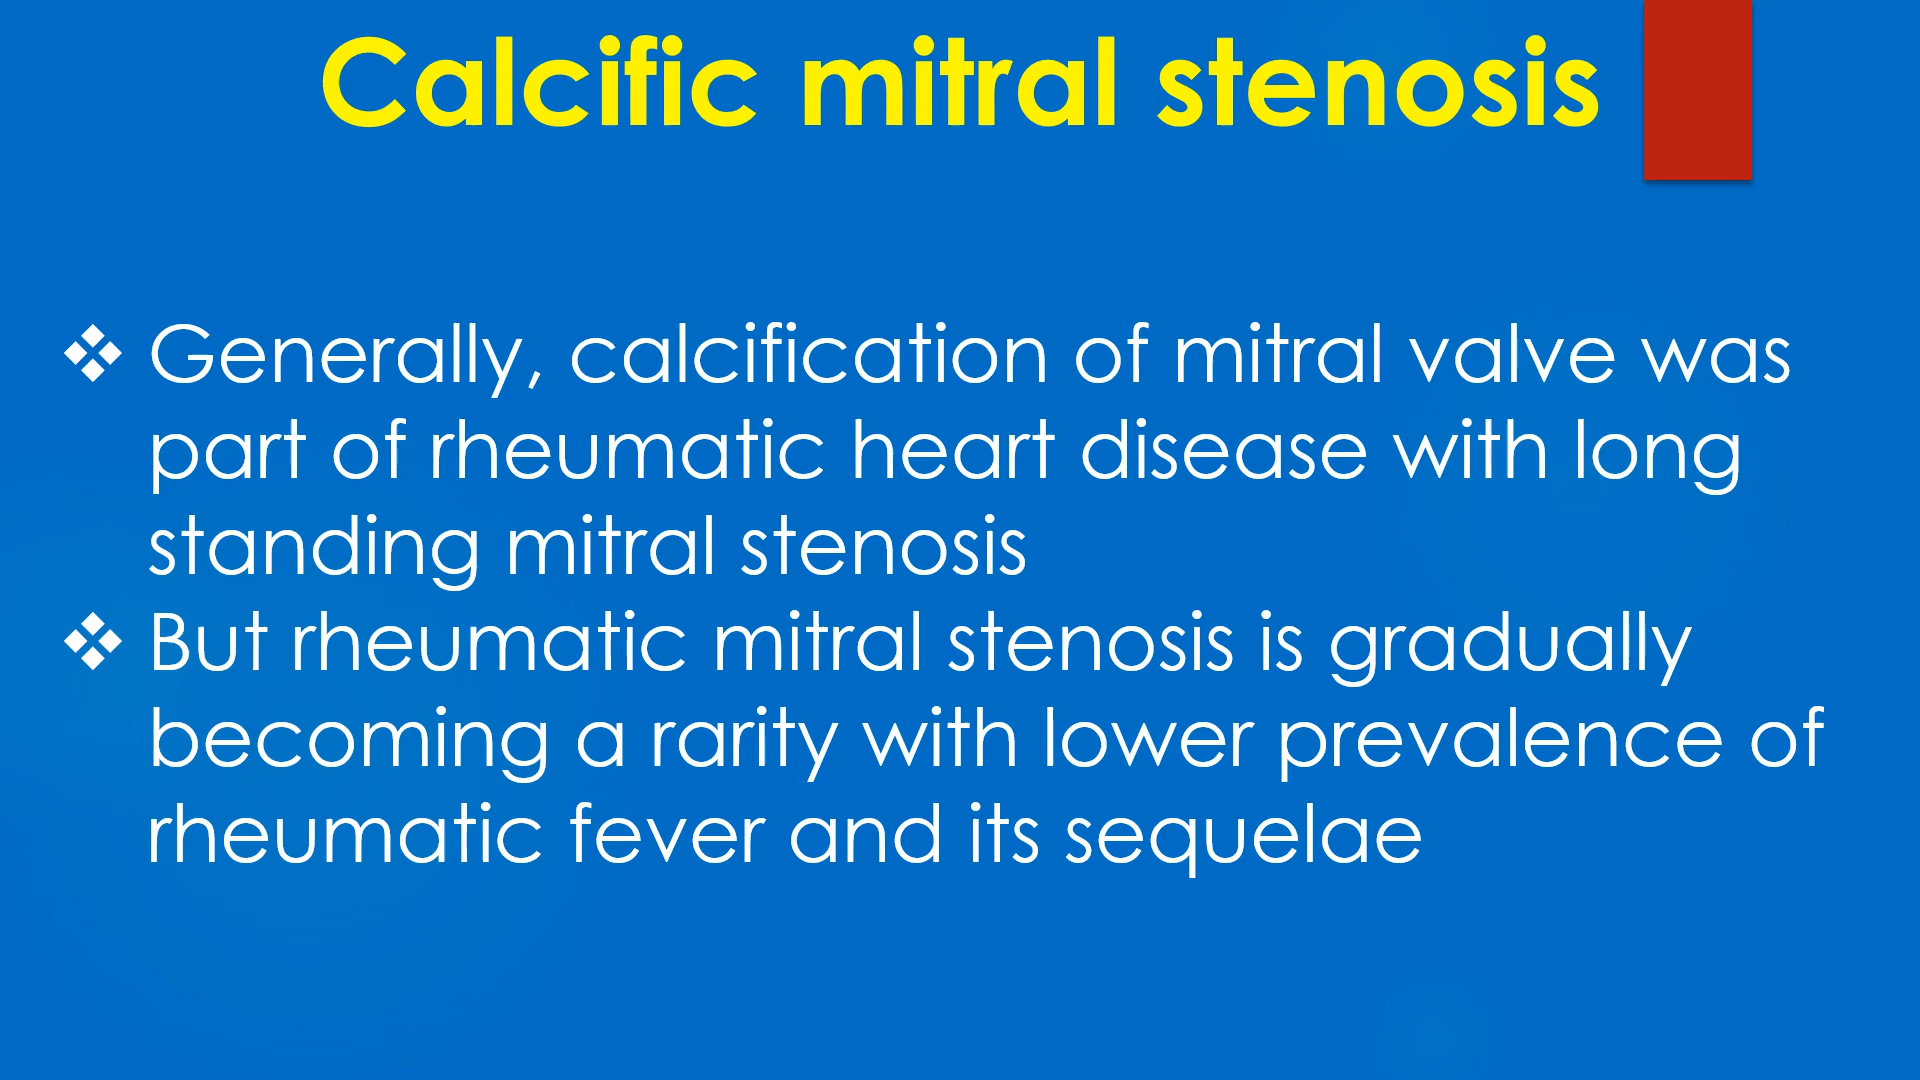 Calcific mitral stenosis
❖ Generally, calcification of mitral valve was
part of rheumatic heart disease with long
standing mitral stenosis
❖ But rheumatic mitral stenosis is gradually
becoming a rarity with lower prevalence of
rheumatic fever and its sequelae